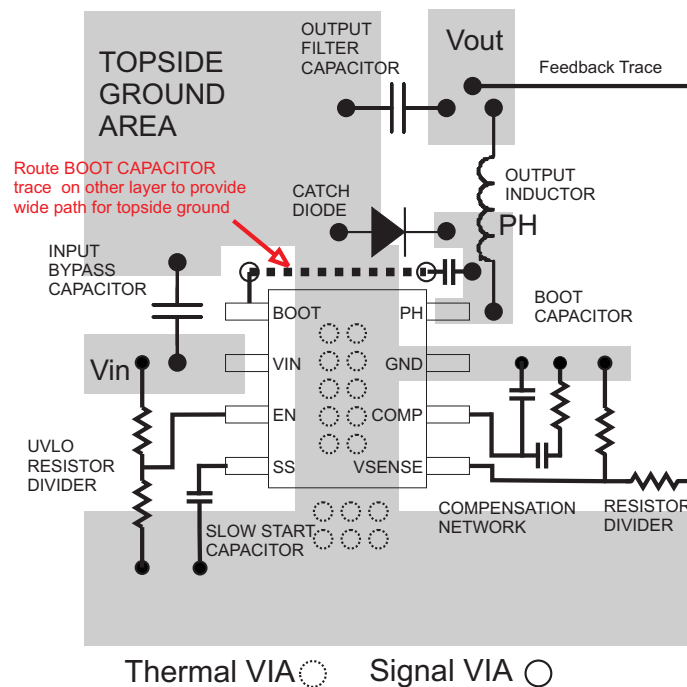 OUTPUT
FILTER
CAPACITOR
Vout
Feedback Trace
TOPSIDE
GROUND
AREA
Route BOOT CAPACITOR
trace on other layer to provide
wide path for topside ground
CATCH
DIODE
OUTPUT
INDUCTOR
PH
INPUT
BYPASS
CAPACITOR
BOOT
CAPACITOR
BOOT
PH
Vin
VIN
GND
EN
COMP
UVLO
RESISTOR
DIVIDER
SS
VSENSE
SLOW START
CAPACITOR
COMPENSATION
NETWORK
RESISTOR
DIVIDER
Thermal VIA
Signal VIA